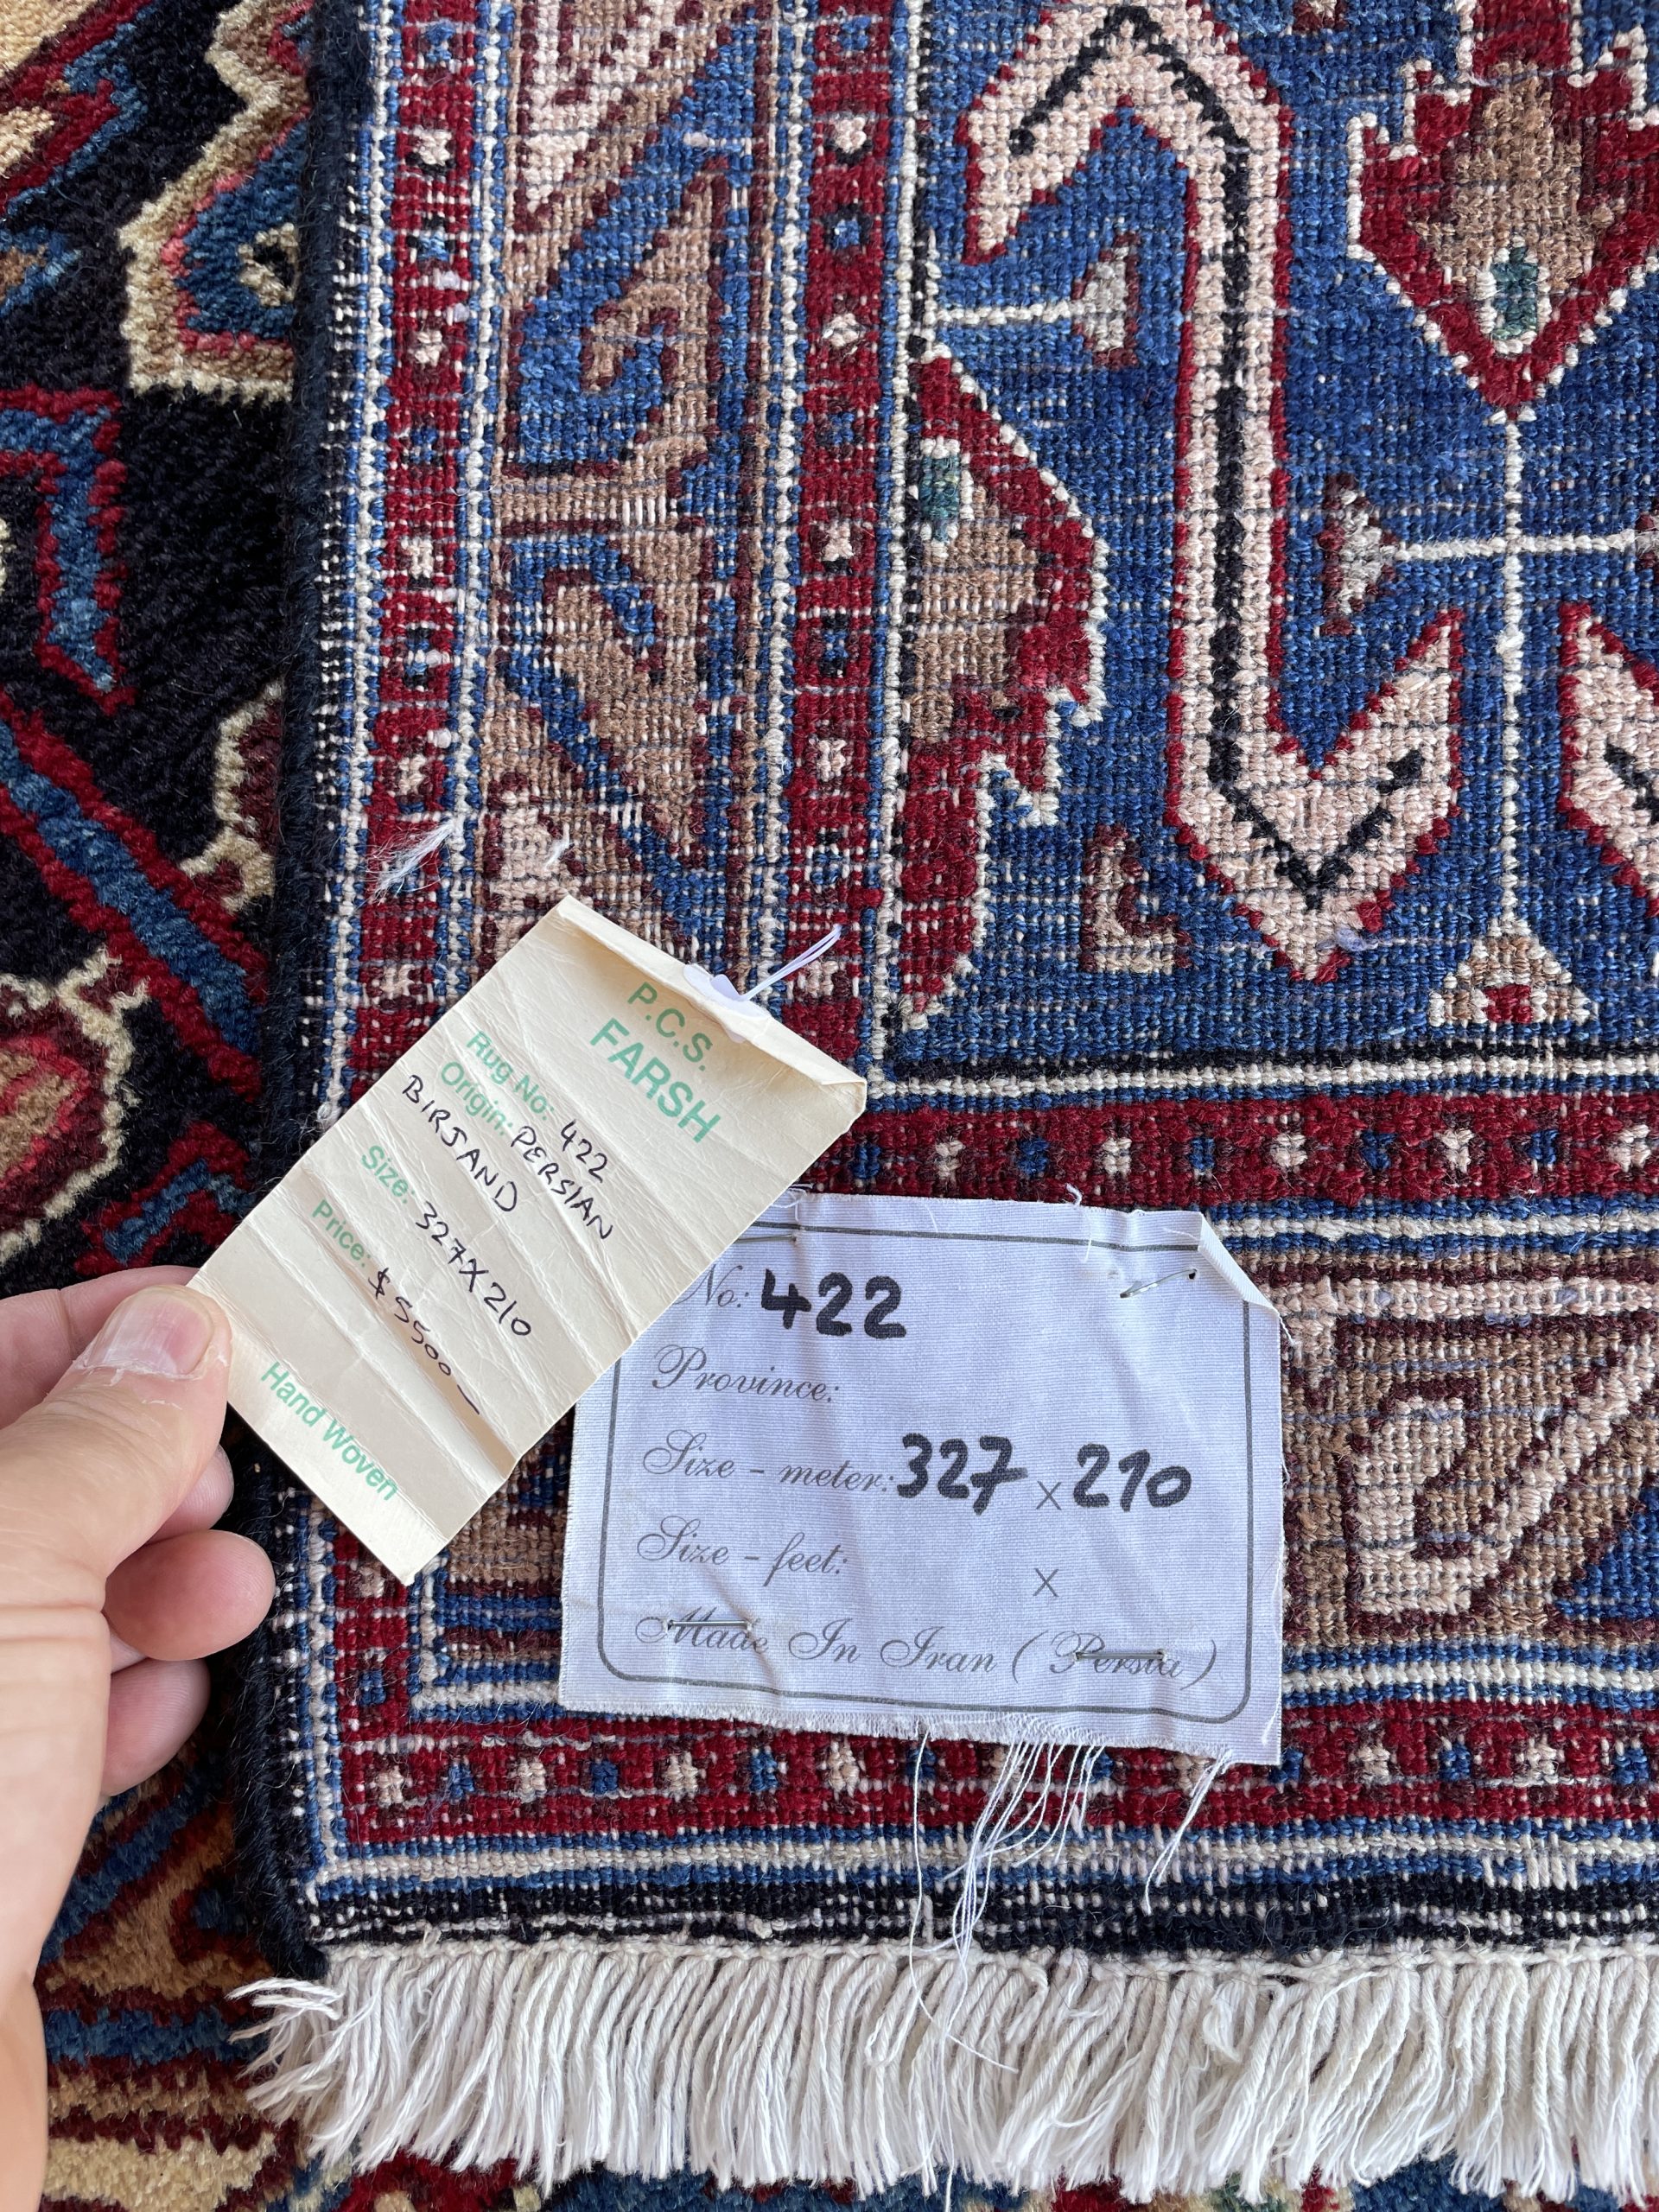 P.C.S.
FARSH
Rug No: 422
Origin: PERSIAN
BIRJAND
Size: 327X210
Price: $5500—
Hand Woven
No: 422
Province:
Size - meter: 327 x 210
Size - feet: x
Made In Iran ( Persia )